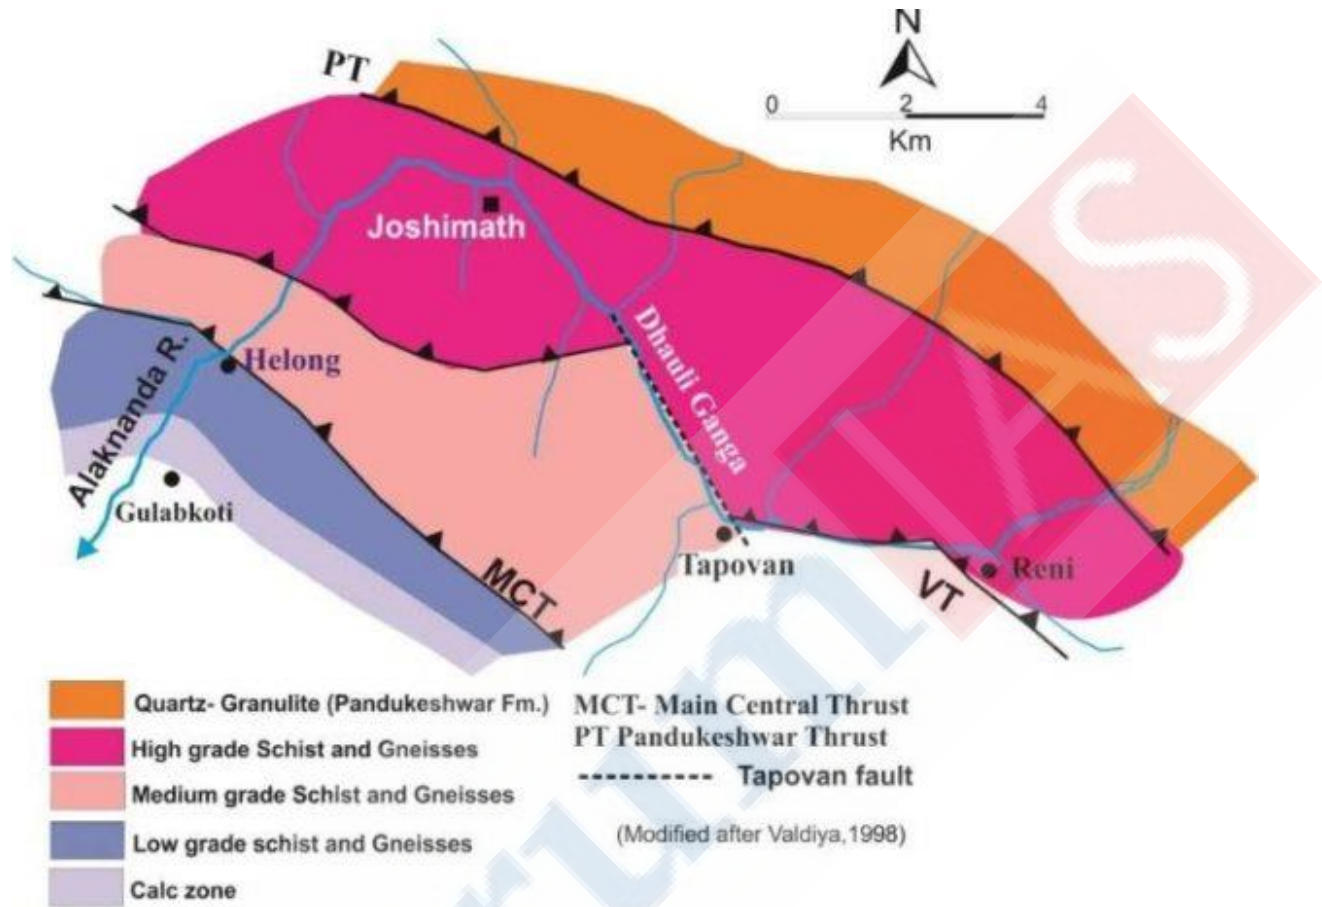 N
PT
0 2 4
Km
Joshimath
Dhauli Ganga
Helong
Alaknanda R.
Gulabkoti
MCT
Tapovan
VT
Reni
Quartz- Granulite (Pandukeshwar Fm.)
High grade Schist and Gneisses
Medium grade Schist and Gneisses
Low grade schist and Gneisses
Calc zone
MCT- Main Central Thrust
PT Pandukeshwar Thrust
Tapovan fault
(Modified after Valdiya,1998)
IAS
rum